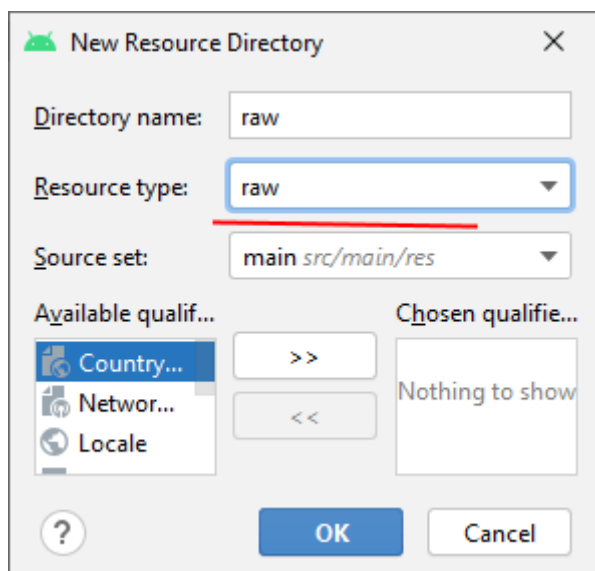 New Resource Directory
Directory name: raw
Resource type: raw
Source set: main src/main/res
Available qualif... Chosen qualifie...
Country... >>
Networ... Nothing to show
<<
Locale
? OK Cancel